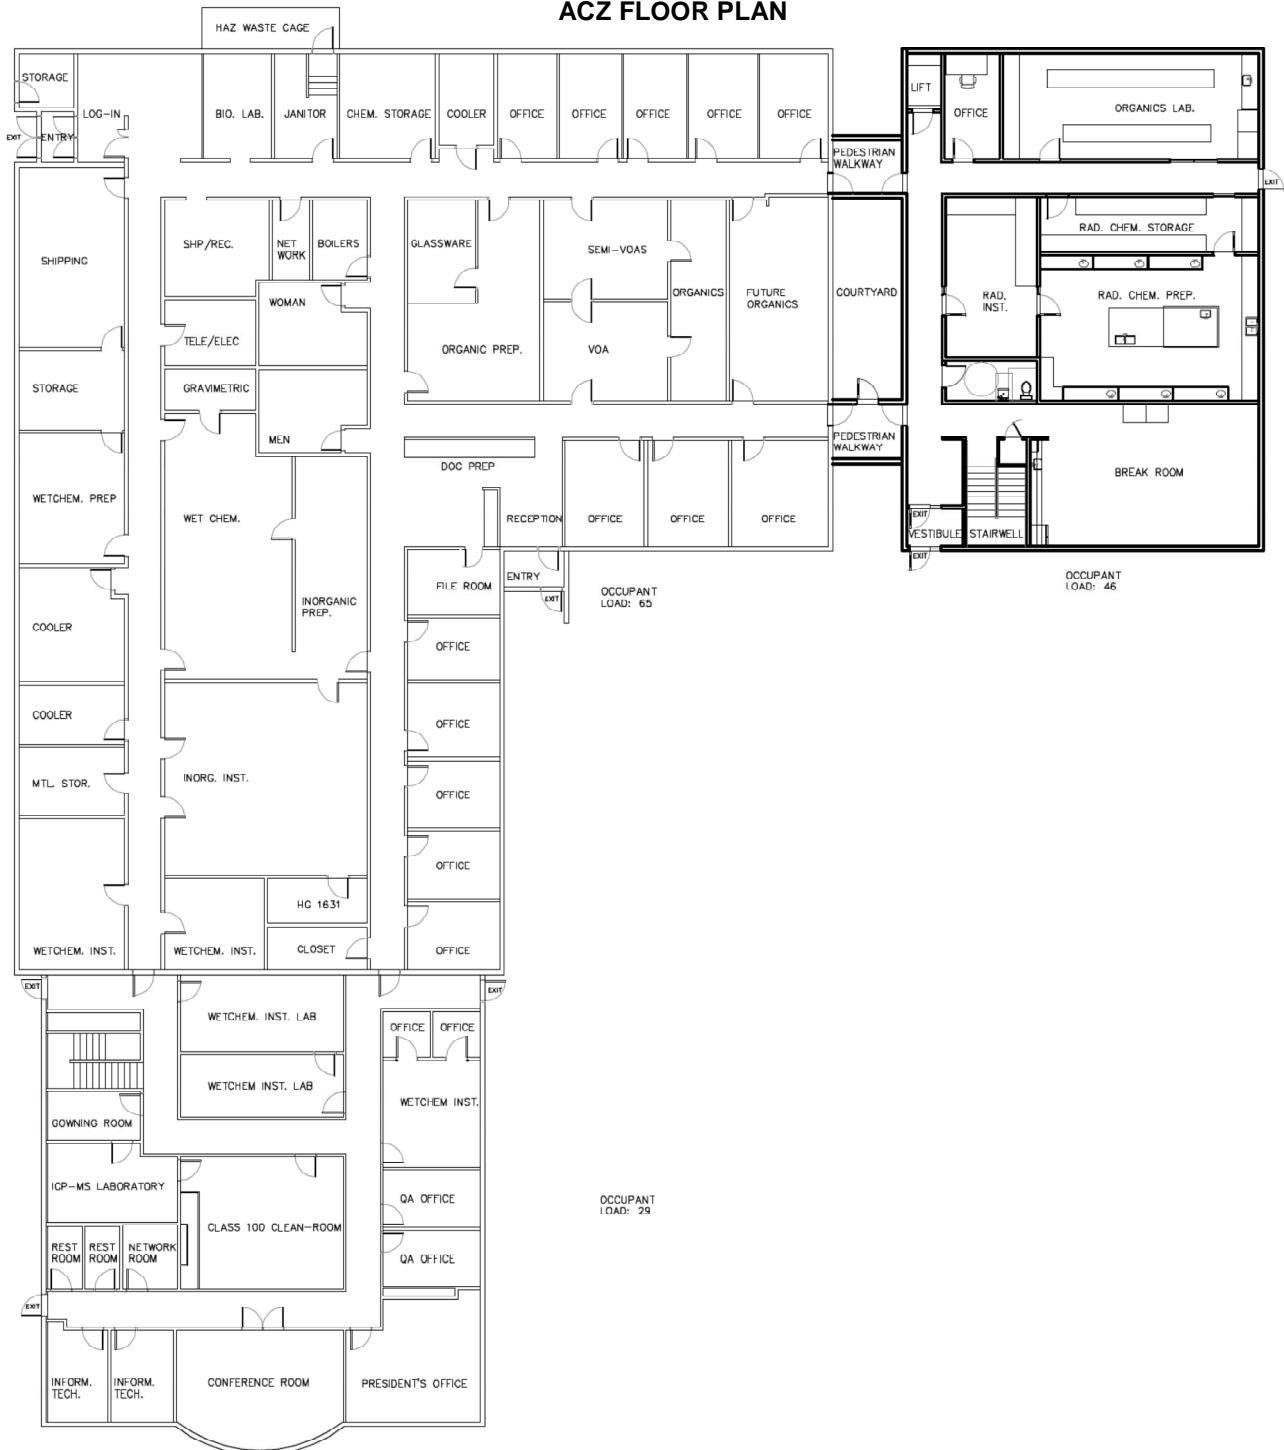 ACZ FLOOR PLAN
HAZ WASTE CAGE
STORAGE
LOG-IN
EXIT
ENTRY
BIO. LAB.
JANITOR
CHEM. STORAGE
COOLER
OFFICE
OFFICE
OFFICE
OFFICE
OFFICE
PEDESTRIAN
WALKWAY
LIFT
OFFICE
ORGANICS LAB.
EXIT
SHIPPING
SHP/REC.
NET
WORK
BOILERS
GLASSWARE
SEMI-VOAS
ORGANICS
FUTURE
ORGANICS
COURTYARD
RAD. CHEM. STORAGE
RAD.
INST.
RAD. CHEM. PREP.
WOMAN
TELE/ELEC
ORGANIC PREP.
VOA
STORAGE
GRAVIMETRIC
MEN
DOC PREP
PEDESTRIAN
WALKWAY
BREAK ROOM
WETCHEM. PREP
WET CHEM.
RECEPTION
OFFICE
OFFICE
OFFICE
EXIT
VESTIBULE
STAIRWELL
EXIT
FILE ROOM
ENTRY
EXIT
OCCUPANT
LOAD: 65
OCCUPANT
LOAD: 46
INORGANIC
PREP.
COOLER
OFFICE
COOLER
OFFICE
MTL. STOR.
INORG. INST.
OFFICE
OFFICE
HG 1631
WETCHEM. INST.
WETCHEM. INST.
CLOSET
OFFICE
EXIT
EXIT
WETCHEM. INST. LAB
OFFICE
OFFICE
WETCHEM INST. LAB
WETCHEM INST.
GOWNING ROOM
ICP-MS LABORATORY
QA OFFICE
OCCUPANT
LOAD: 29
CLASS 100 CLEAN-ROOM
REST
ROOM
REST
ROOM
NETWORK
ROOM
QA OFFICE
EXIT
INFORM.
TECH.
INFORM.
TECH.
CONFERENCE ROOM
PRESIDENT'S OFFICE